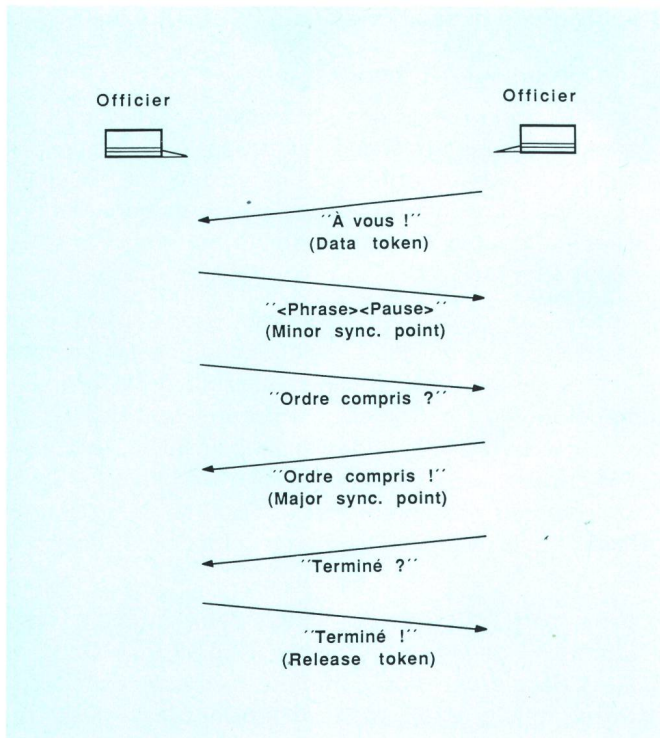 Officier
Officier
´´À vous !´´
(Data token)
´´<Phrase><Pause>´´
(Minor sync. point)
´´Ordre compris ?´´
´´Ordre compris !´´
(Major sync. point)
´´Terminé ?´´
´´Terminé !´´
(Release token)